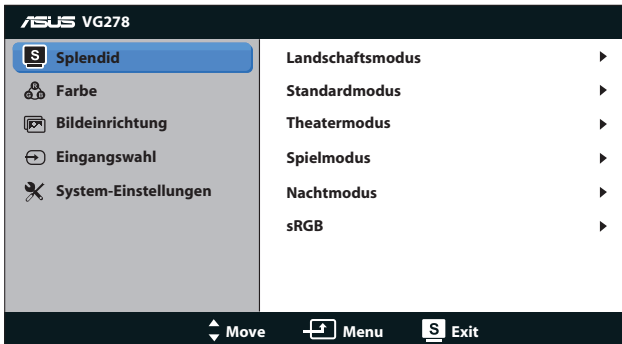 ASUS VG278
S Splendid
Farbe
Bildeinrichtung
Eingangswahl
System-Einstellungen
Landschaftsmodus
Standardmodus
Theatermodus
Spielmodus
Nachtmodus
sRGB
Move Menu S Exit